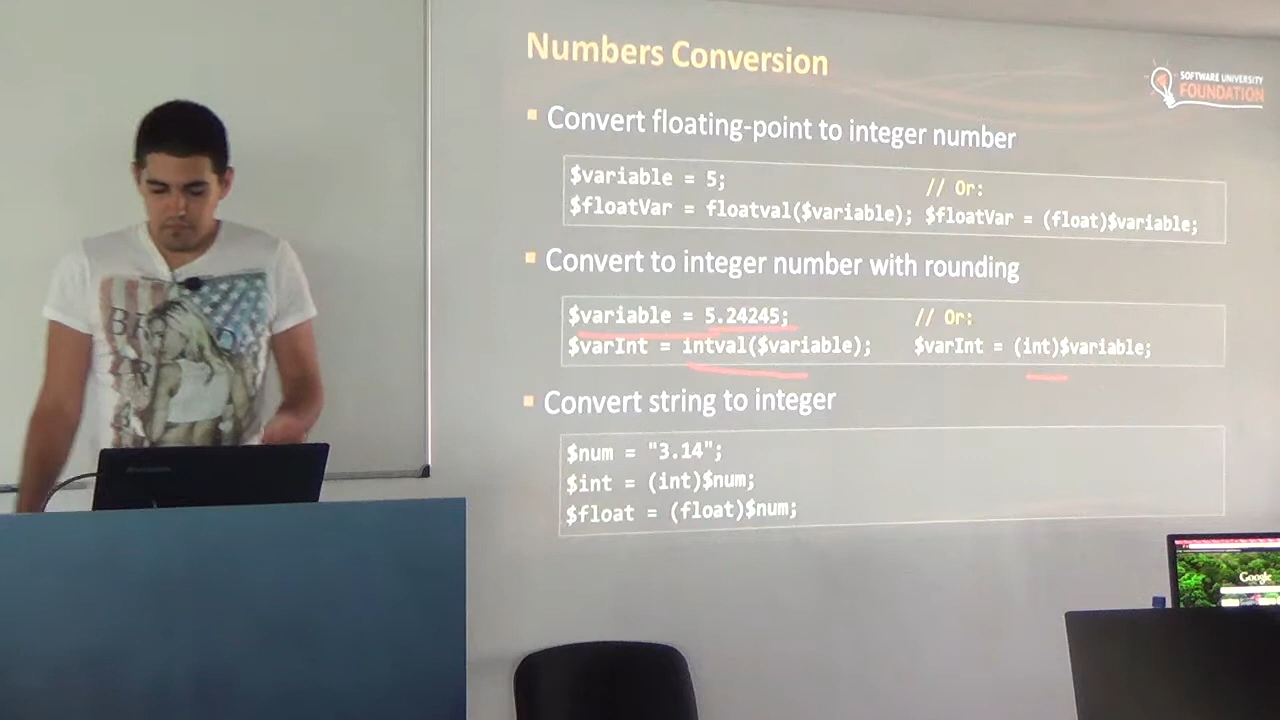 Numbers Conversion
SOFTWARE UNIVERSITY
FOUNDATION
Convert floating-point to integer number
$variable = 5; // Or:
$floatVar = floatval($variable); $floatVar = (float)$variable;
Convert to integer number with rounding
$variable = 5.24245; // Or:
$varInt = intval($variable); $varInt = (int)$variable;
Convert string to integer
$num = "3.14";
$int = (int)$num;
$float = (float)$num;
Google